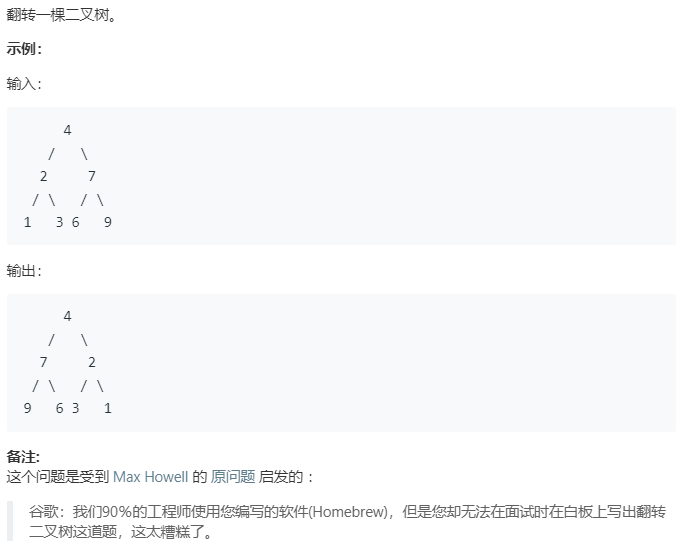 翻转一棵二叉树。
示例：
输入：
     4
   /   \
  2     7
 / \   / \
1   3 6   9
输出：
     4
   /   \
  7     2
 / \   / \
9   6 3   1
备注:
这个问题是受到 Max Howell 的 原问题 启发的 ：
谷歌：我们90％的工程师使用您编写的软件(Homebrew)，但是您却无法在面试时在白板上写出翻转
二叉树这道题，这太糟糕了。